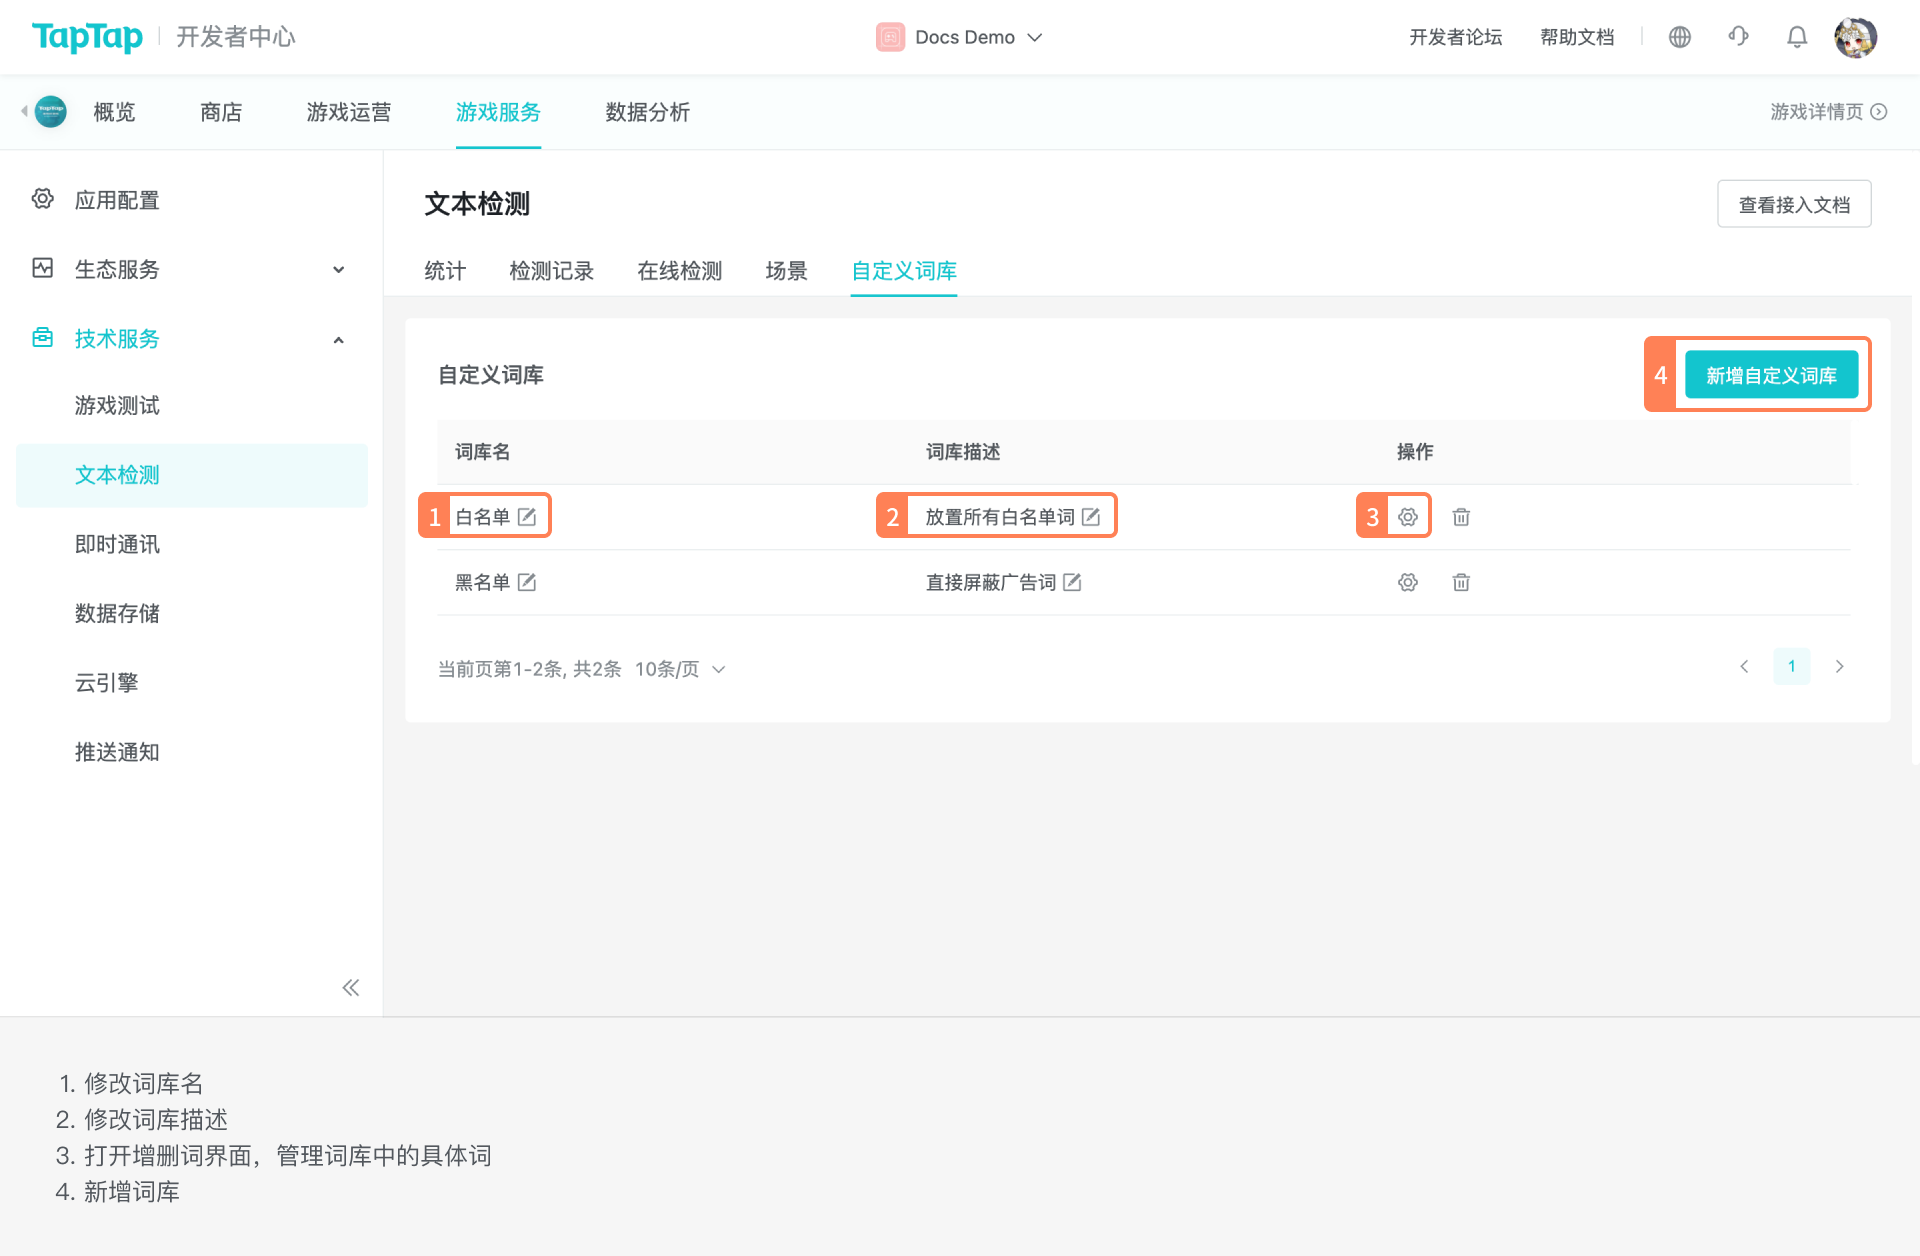 TapTap 开发者中心 Docs Demo 开发者论坛 帮助文档
概览 商店 游戏运营 游戏服务 数据分析 游戏详情页
应用配置
生态服务
技术服务
游戏测试
文本检测
即时通讯
数据存储
云引擎
推送通知
文本检测 查看接入文档
统计 检测记录 在线检测 场景 自定义词库
自定义词库 4 新增自定义词库
词库名 词库描述 操作
1 白名单 2 放置所有白名单词 3
黑名单 直接屏蔽广告词
当前页第1-2条, 共2条 10条/页 1
1. 修改词库名
2. 修改词库描述
3. 打开增删词界面，管理词库中的具体词
4. 新增词库